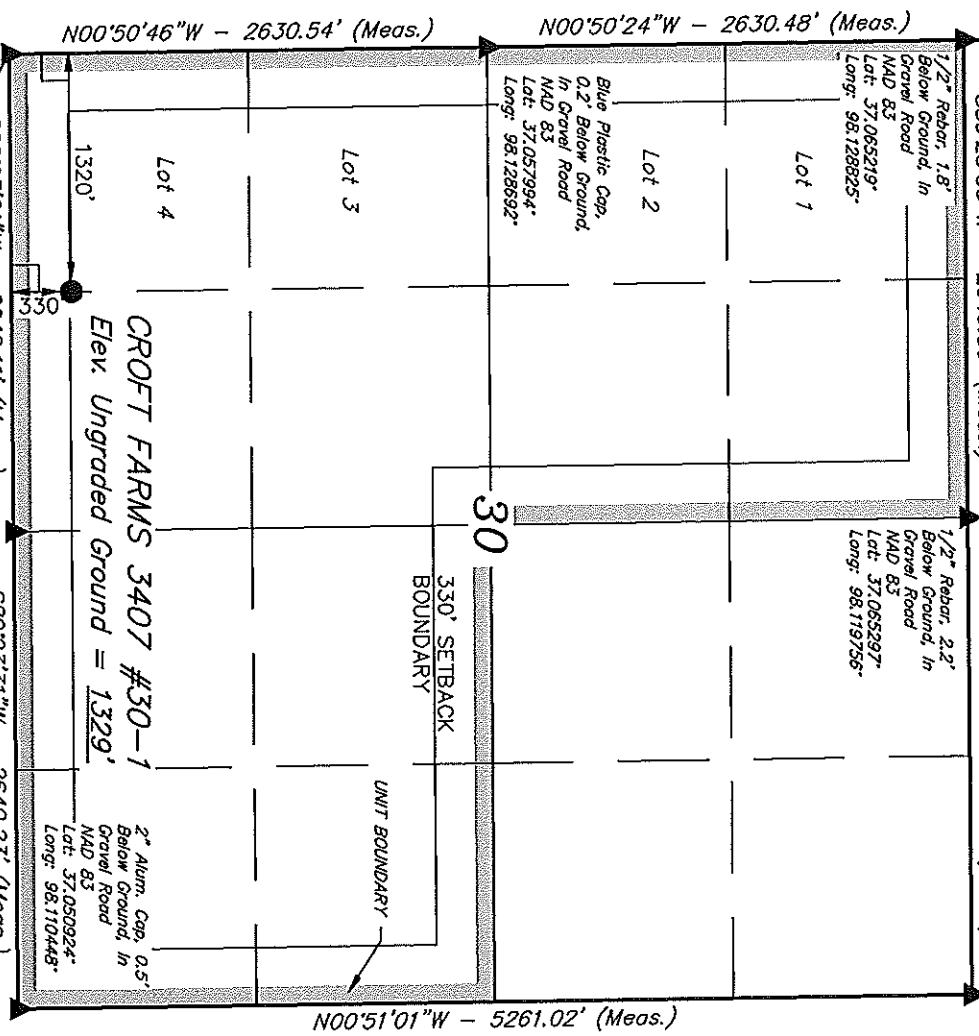 N00°50'46"W - 2630.54' (Meas.)
N00°50'24"W - 2630.48' (Meas.)
1/2" Rebar, 1.8'
Below Ground, In
Gravel Road
NAD 83
Lat: 37.065219°
Long: 98.128825°
Lot 1
Lot 2
Blue Plastic Cap,
0.2' Below Ground,
In Gravel Road
NAD 83
Lat: 37.057994°
Long: 98.128692°
Lot 3
Lot 4
1320'
330
30
1/2" Rebar, 2.2'
Below Ground, In
Gravel Road
NAD 83
Lat: 37.065297°
Long: 98.119756°
330' SETBACK
BOUNDARY
CROFT FARMS 3407 #30-1
Elev. Ungraded Ground = 1329'
UNIT BOUNDARY
2" Alum. Cap, 0.5'
Below Ground, In
Gravel Road
NAD 83
Lat: 37.050924°
Long: 98.110448°
N00°51'01"W - 5261.02' (Meas.)